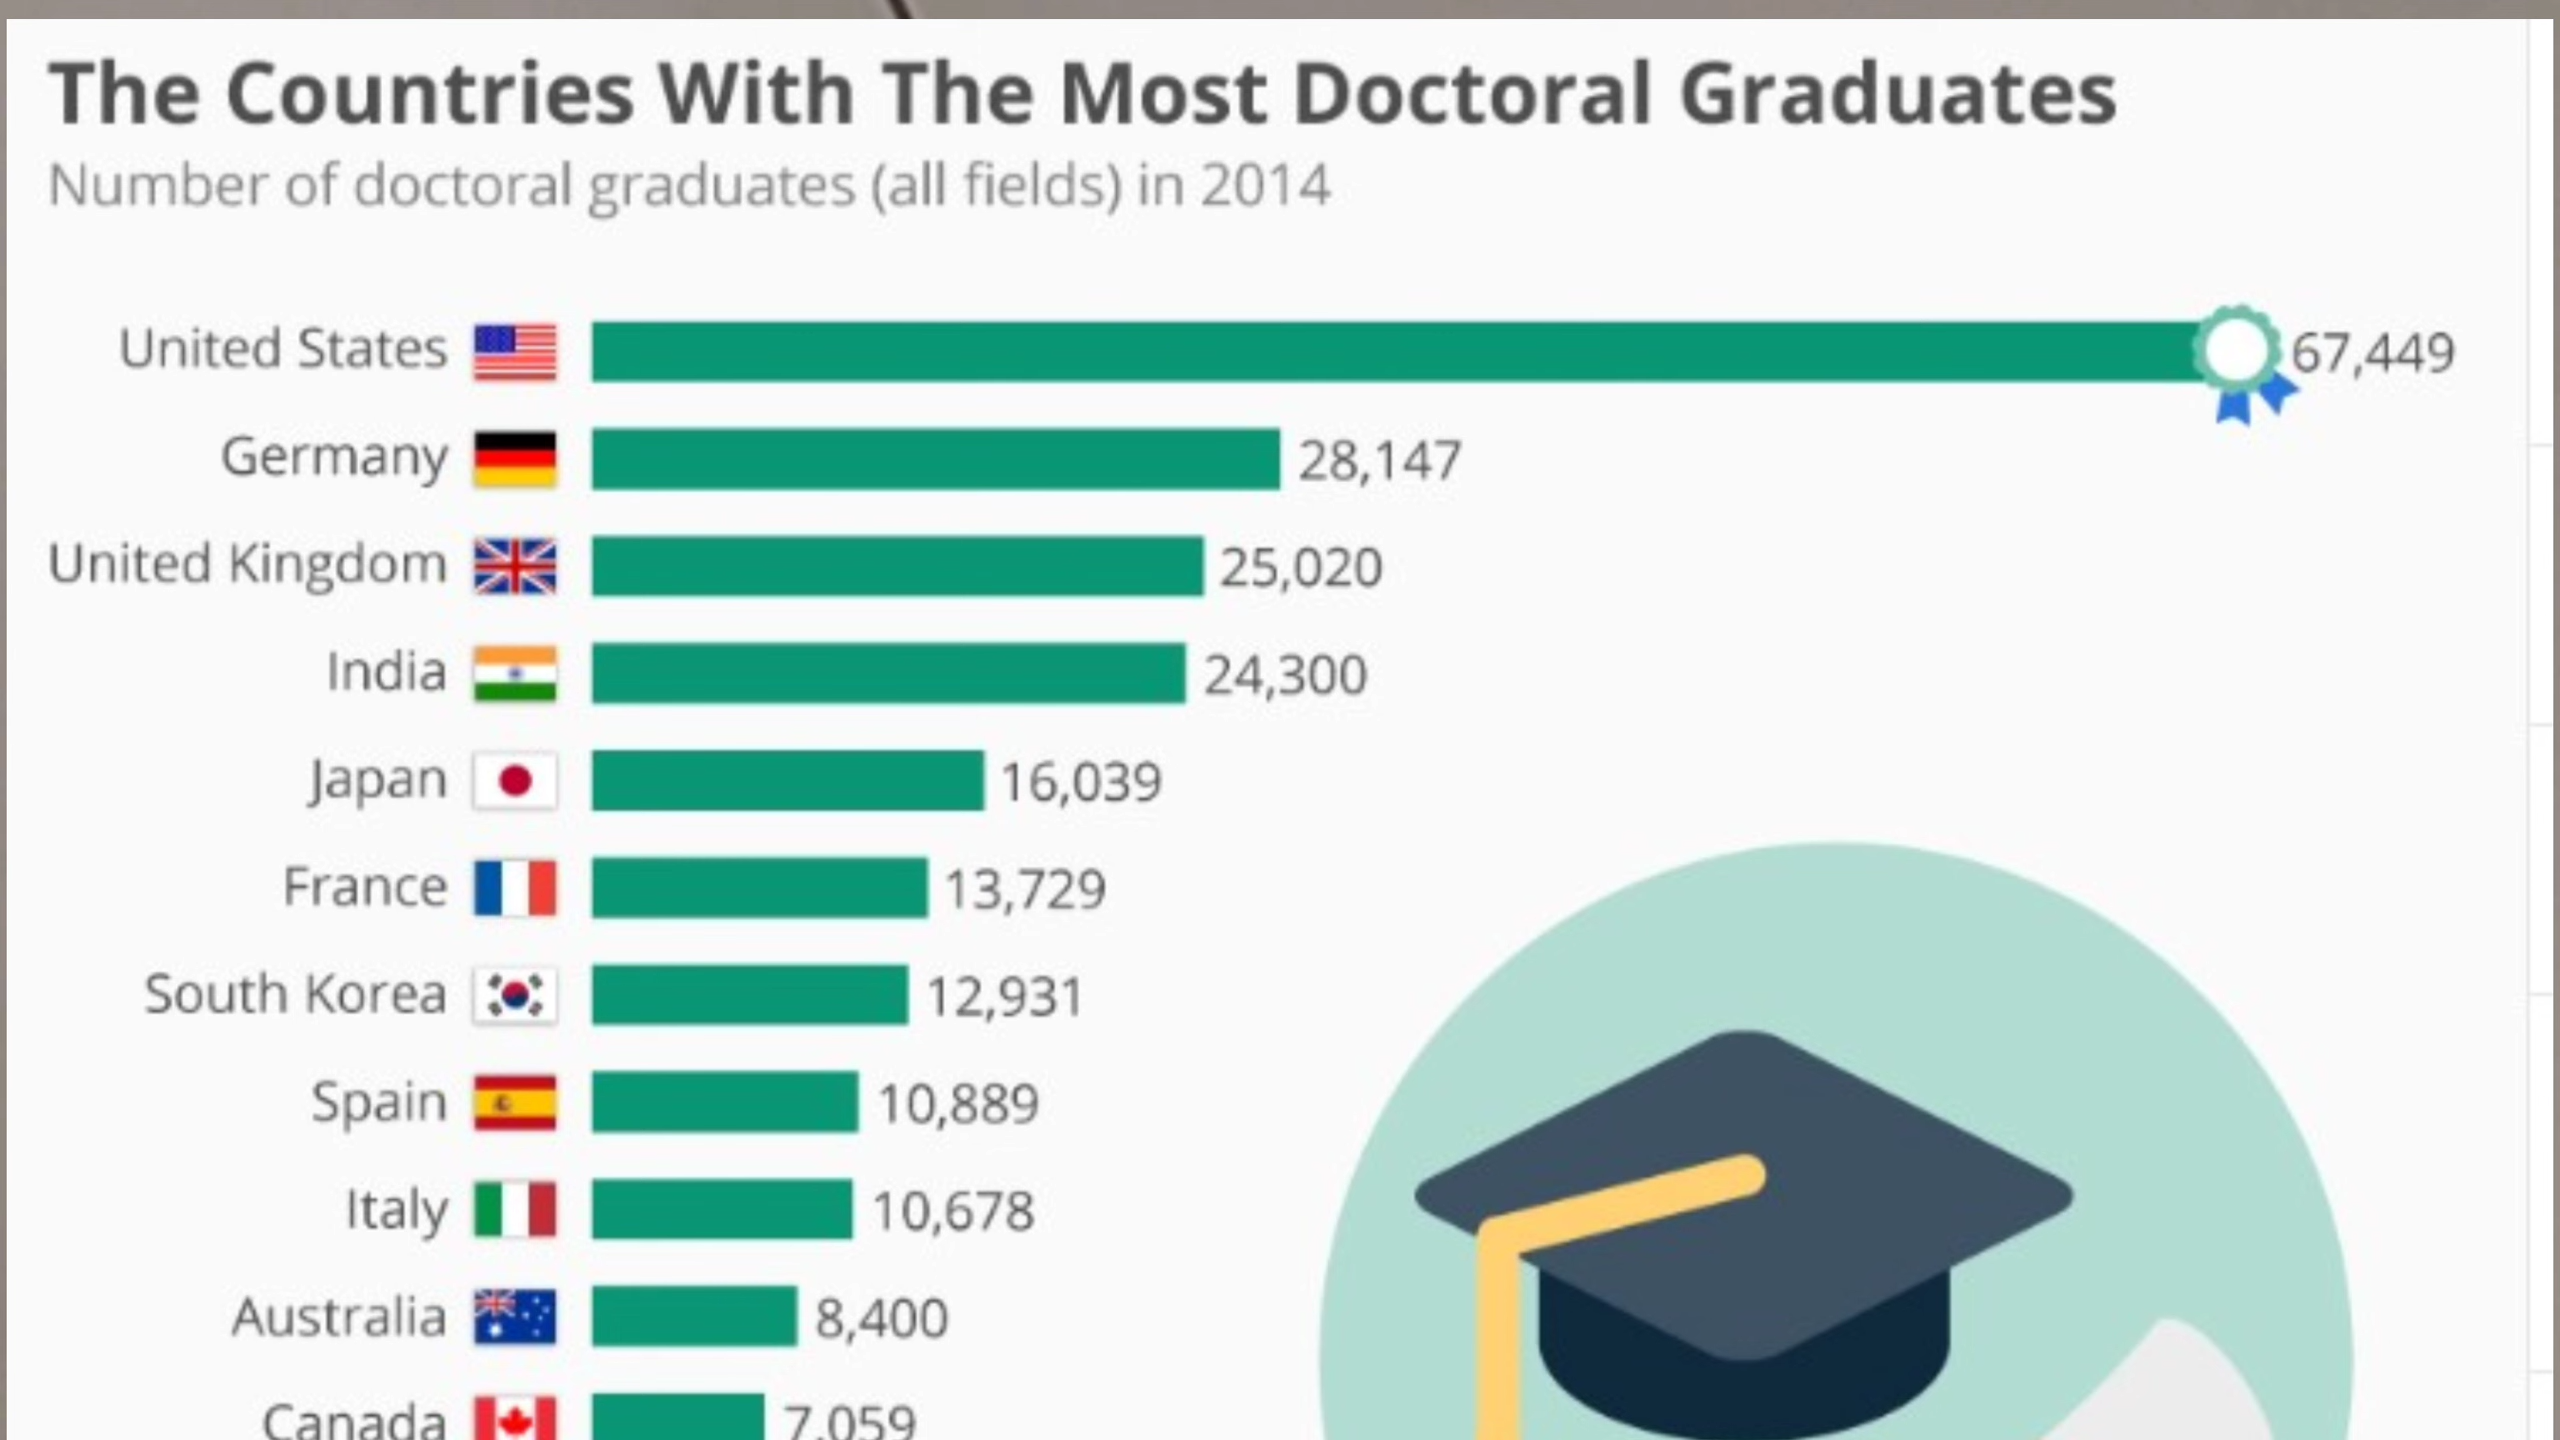 The Countries With The Most Doctoral Graduates
Number of doctoral graduates (all fields) in 2014
United States 67,449
Germany 28,147
United Kingdom 25,020
India 24,300
Japan 16,039
France 13,729
South Korea 12,931
Spain 10,889
Italy 10,678
Australia 8,400
Canada 7,059